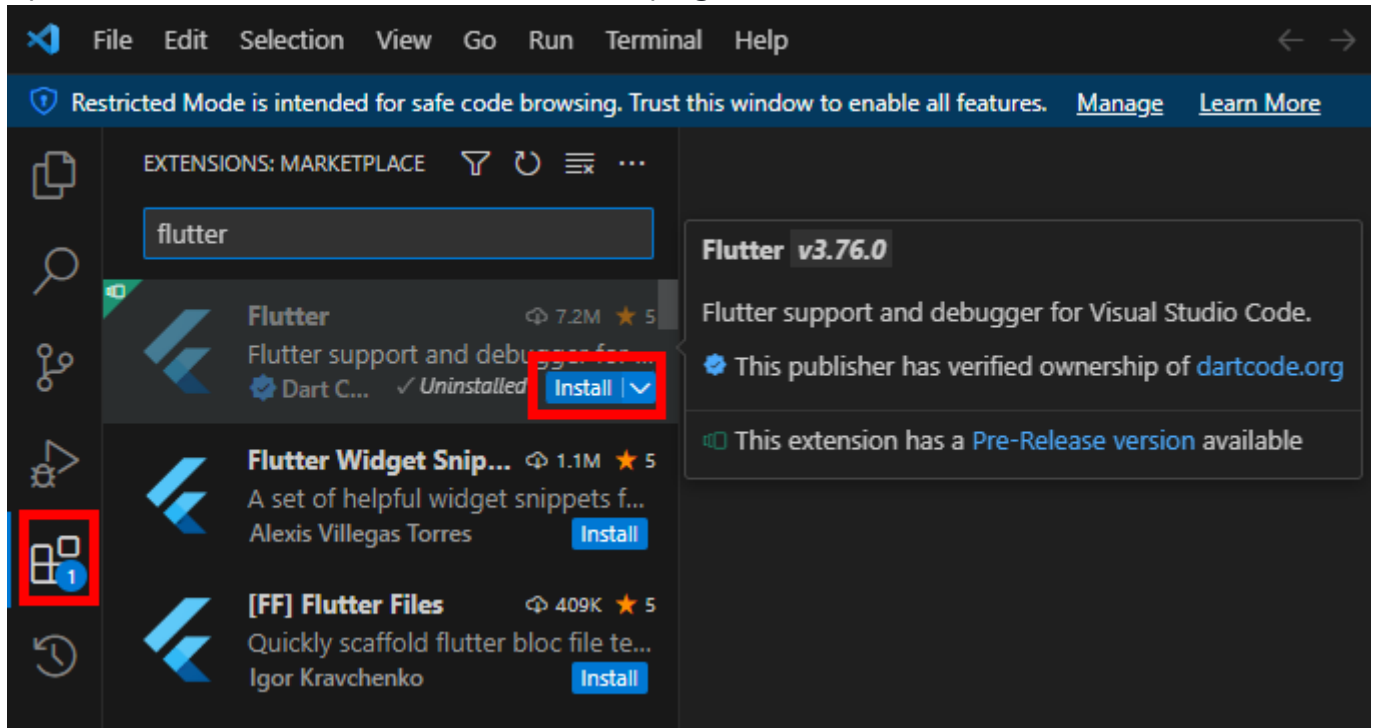 File Edit Selection View Go Run Terminal Help
Restricted Mode is intended for safe code browsing. Trust this window to enable all features. Manage Learn More
EXTENSIONS: MARKETPLACE
flutter
Flutter 7.2M 5
Flutter support and debugger for ...
Dart C... Uninstalled Install
Flutter Widget Snip... 1.1M 5
A set of helpful widget snippets f...
Alexis Villegas Torres Install
1
[FF] Flutter Files 409K 5
Quickly scaffold flutter bloc file te...
Igor Kravchenko Install
Flutter v3.76.0
Flutter support and debugger for Visual Studio Code.
This publisher has verified ownership of dartcode.org
This extension has a Pre-Release version available